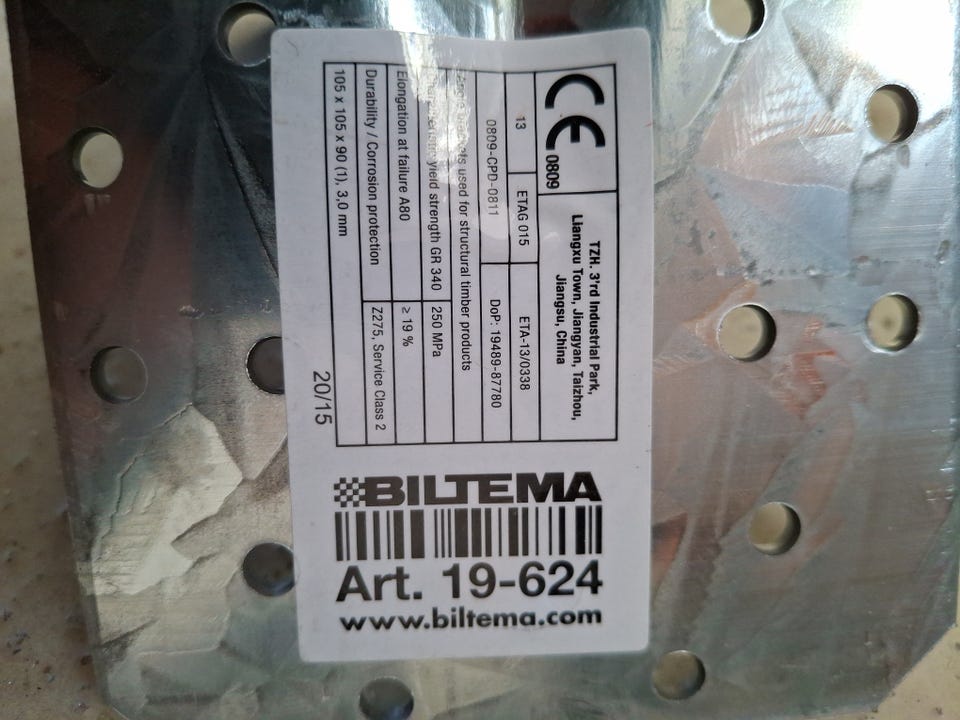 CE
0809
TZH. 3'rd Industrial Park,
Liangxu Town, Jiangyan, Taizhou,
Jiangsu, China
13
ETAG 015
ETA-13/0338
0809-CPD-0811
DoP: 19489-87780
used for structural timber products
yield strength GR 340
250 MPa
Elongation at failure A80
≥ 19 %
Durability / Corrosion protection
Z275, Service Class 2
105 x 105 x 90 (1), 3,0 mm
20/15
BILTEMA
Art. 19-624
www.biltema.com